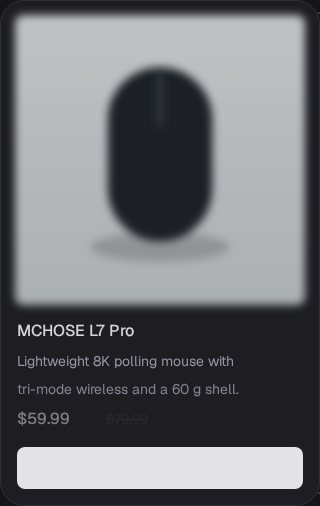 MCHOSE L7 Pro
Lightweight 8K polling mouse with
tri-mode wireless and a 60 g shell.
$59.99 $79.99